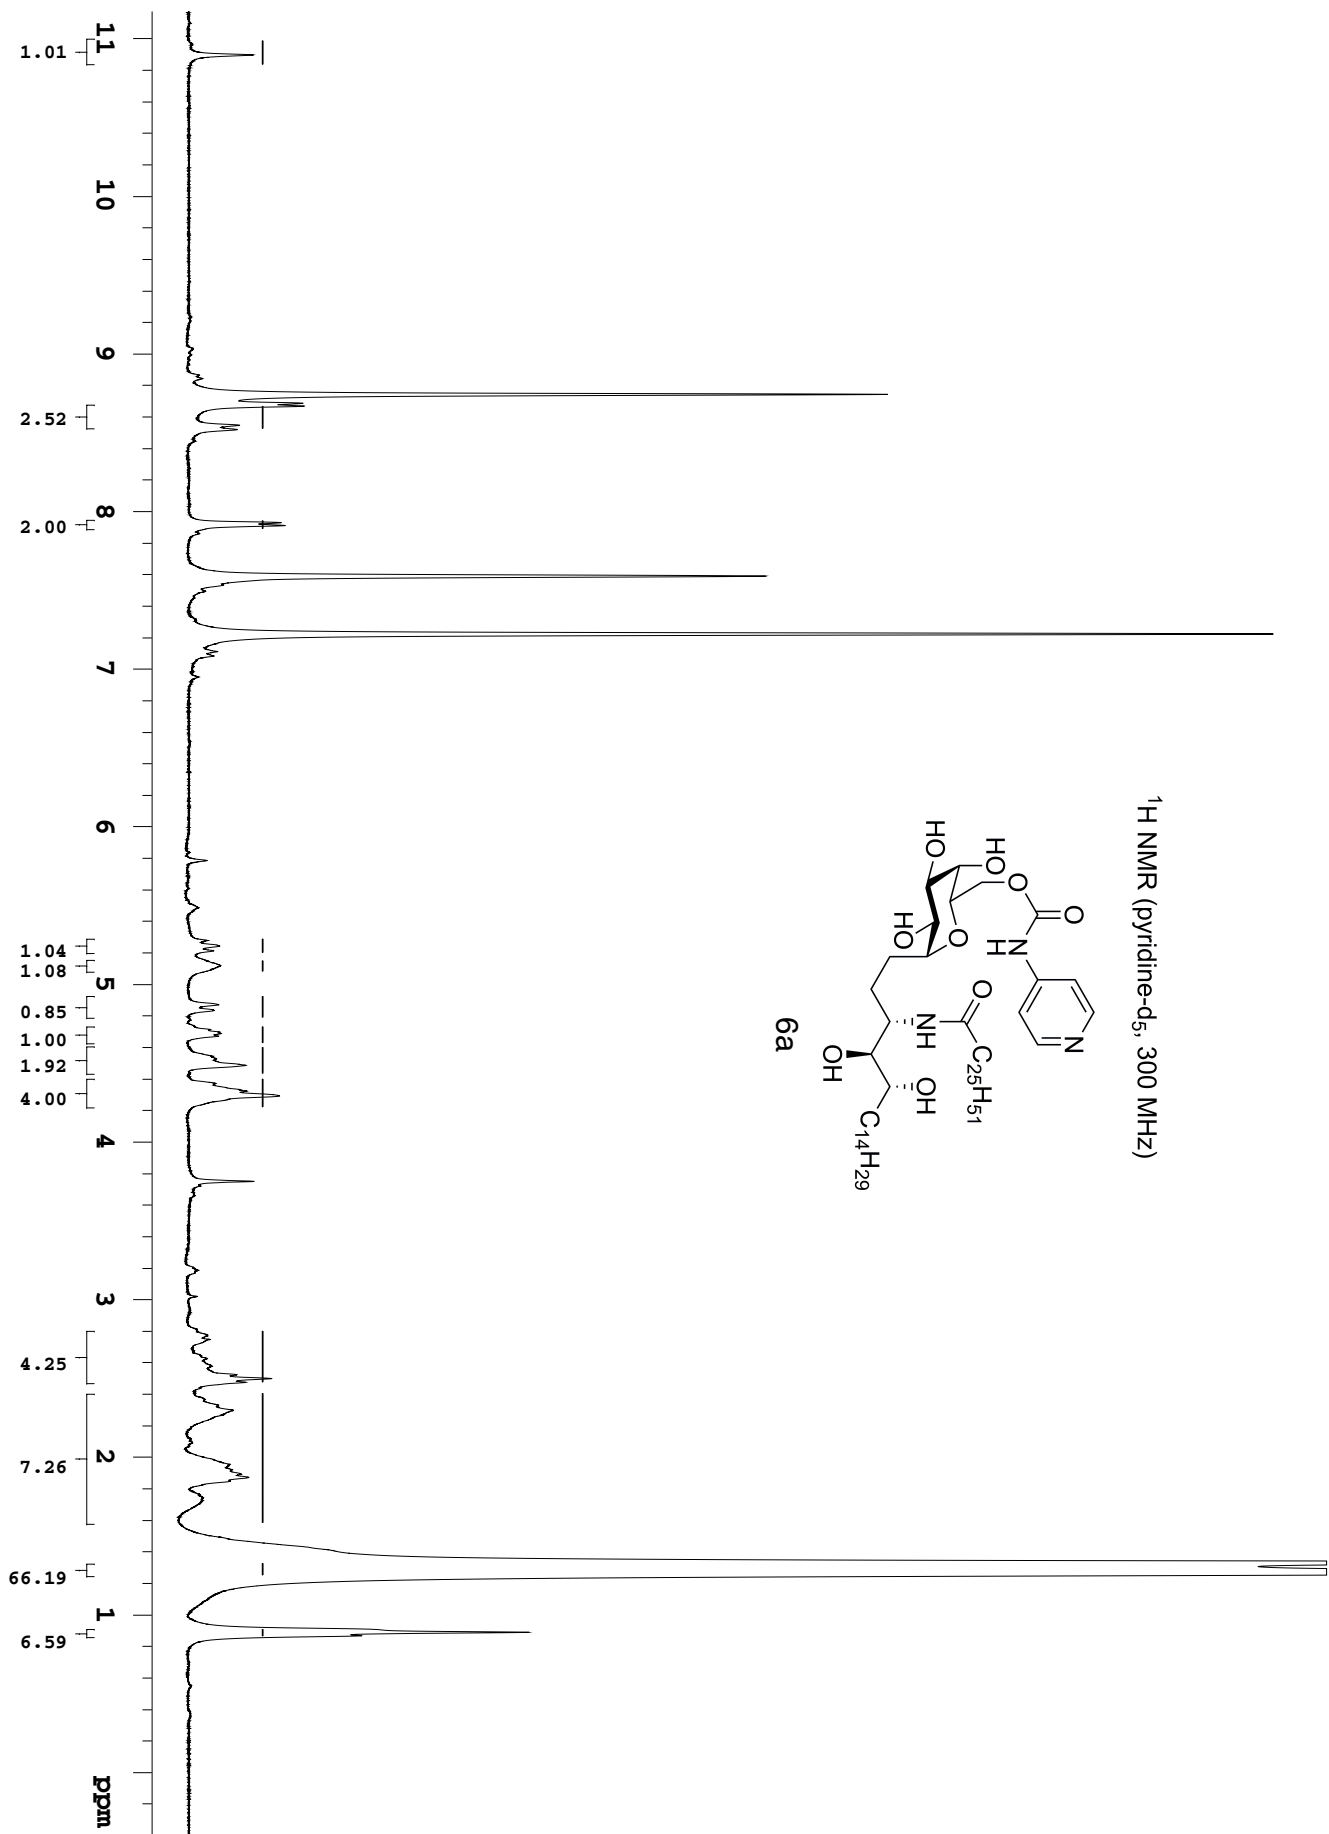 ¹H NMR (pyridine-d₅, 300 MHz)
O
O
N
H
N
HO
HO
HO
O
O
NH
C₂₅H₅₁
OH
OH
C₁₄H₂₉
6a
11
10
9
8
7
6
5
4
3
2
1
ppm
1.01
2.52
2.00
1.04
1.08
0.85
1.00
1.92
4.00
4.25
7.26
66.19
6.59